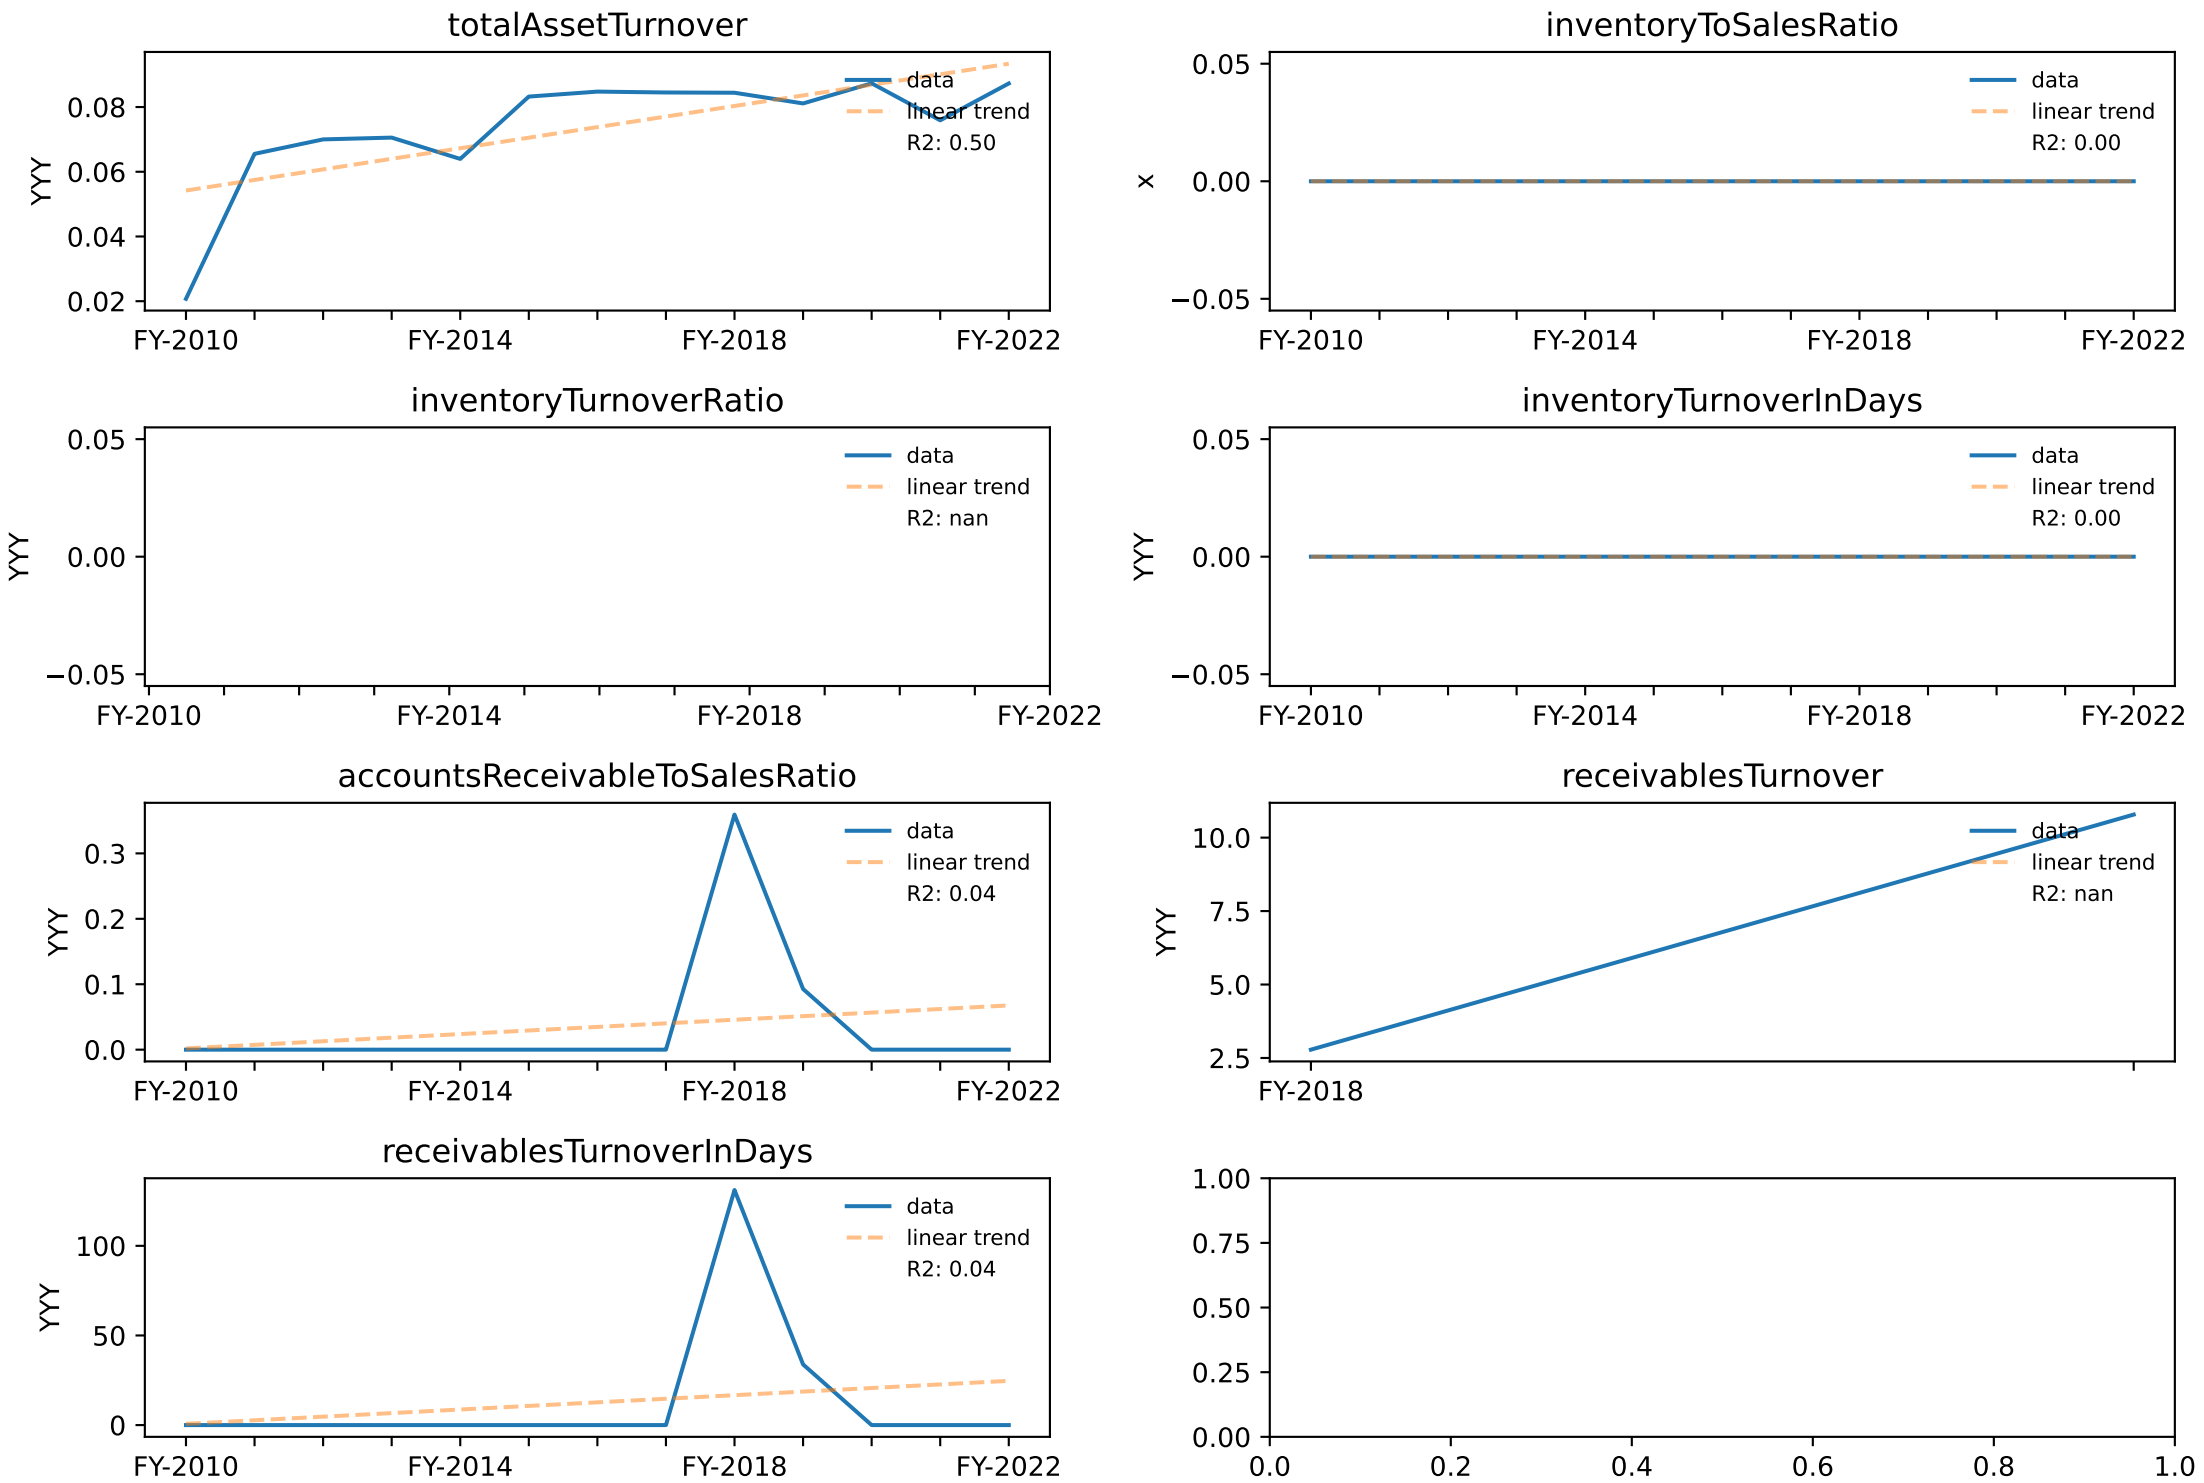 totalAssetTurnover
YYY
0.08
0.06
0.04
0.02
data
linear trend
R2: 0.50
FY-2010 FY-2014 FY-2018 FY-2022
inventoryToSalesRatio
x
0.05
0.00
−0.05
data
linear trend
R2: 0.00
FY-2010 FY-2014 FY-2018 FY-2022
inventoryTurnoverRatio
YYY
0.05
0.00
−0.05
data
linear trend
R2: nan
FY-2010 FY-2014 FY-2018 FY-2022
inventoryTurnoverInDays
YYY
0.05
0.00
−0.05
data
linear trend
R2: 0.00
FY-2010 FY-2014 FY-2018 FY-2022
accountsReceivableToSalesRatio
YYY
0.3
0.2
0.1
0.0
data
linear trend
R2: 0.04
FY-2010 FY-2014 FY-2018 FY-2022
receivablesTurnover
YYY
10.0
7.5
5.0
2.5
data
linear trend
R2: nan
FY-2018
receivablesTurnoverInDays
YYY
100
50
0
data
linear trend
R2: 0.04
FY-2010 FY-2014 FY-2018 FY-2022
1.00
0.75
0.50
0.25
0.00
0.0 0.2 0.4 0.6 0.8 1.0